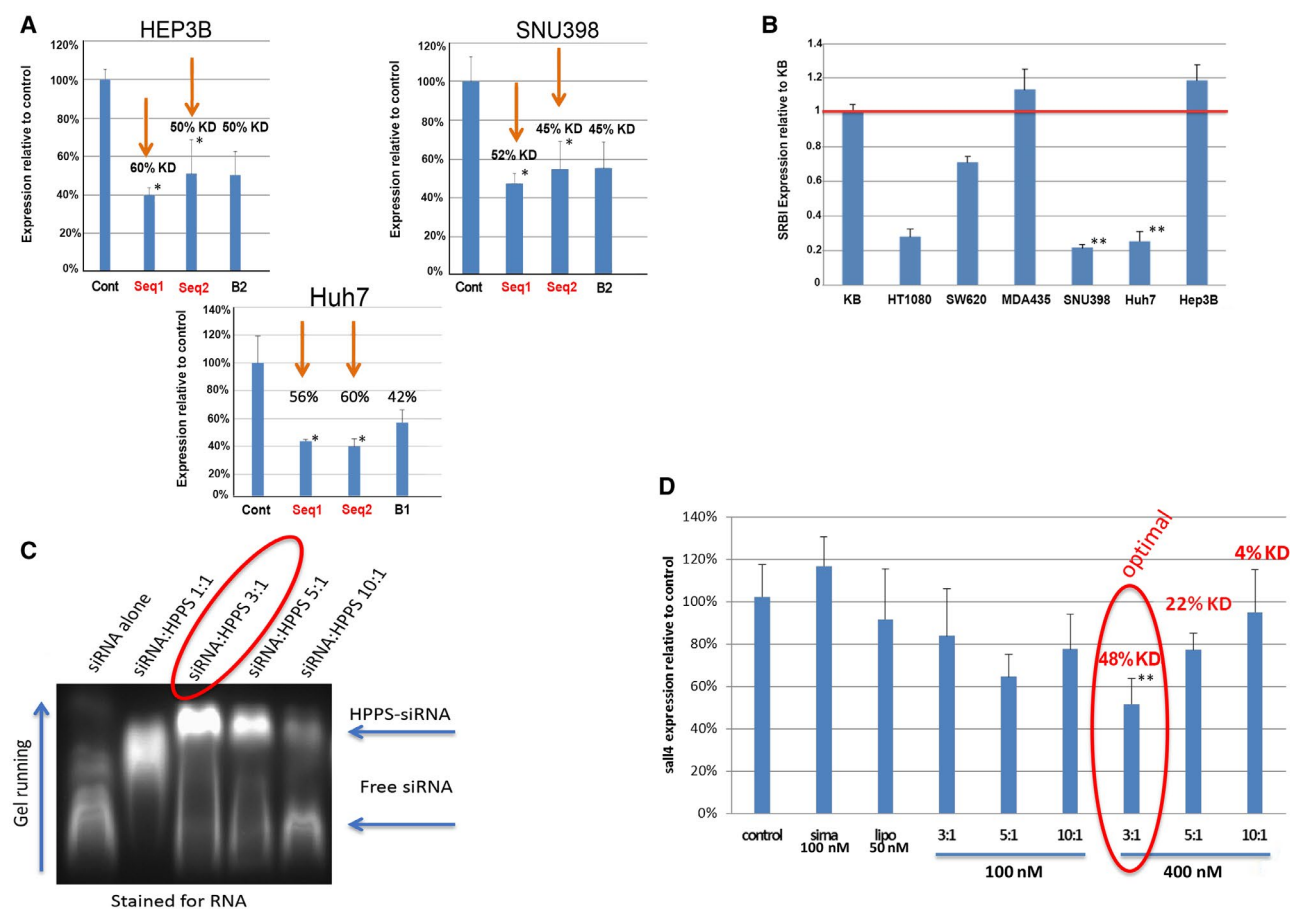 A
HEP3B
Expression relative to control
120%
100%
80%
60%
40%
20%
0%
50% KD 50% KD
*
60% KD
*
Cont Seq1 Seq2 B2
SNU398
Expression relative to control
120%
100%
80%
60%
40%
20%
0%
45% KD 45% KD
*
52% KD
*
Cont Seq1 Seq2 B2
Huh7
Expression relative to control
140%
120%
100%
80%
60%
40%
20%
0%
56% 60% 42%
* *
Cont Seq1 Seq2 B1
B
SRBI Expression relative to KB
1.4
1.2
1
0.8
0.6
0.4
0.2
0
** **
KB HT1080 SW620 MDA435 SNU398 Huh7 Hep3B
C
siRNA alone
siRNA:HPPS 1:1
siRNA:HPPS 3:1
siRNA:HPPS 5:1
siRNA:HPPS 10:1
Gel running
HPPS-siRNA
Free siRNA
Stained for RNA
D
sall4 expression relative to control
140%
120%
100%
80%
60%
40%
20%
0%
optimal
4% KD
22% KD
48% KD
**
control sima 100 nM lipo 50 nM 3:1 5:1 10:1 3:1 5:1 10:1
100 nM 400 nM